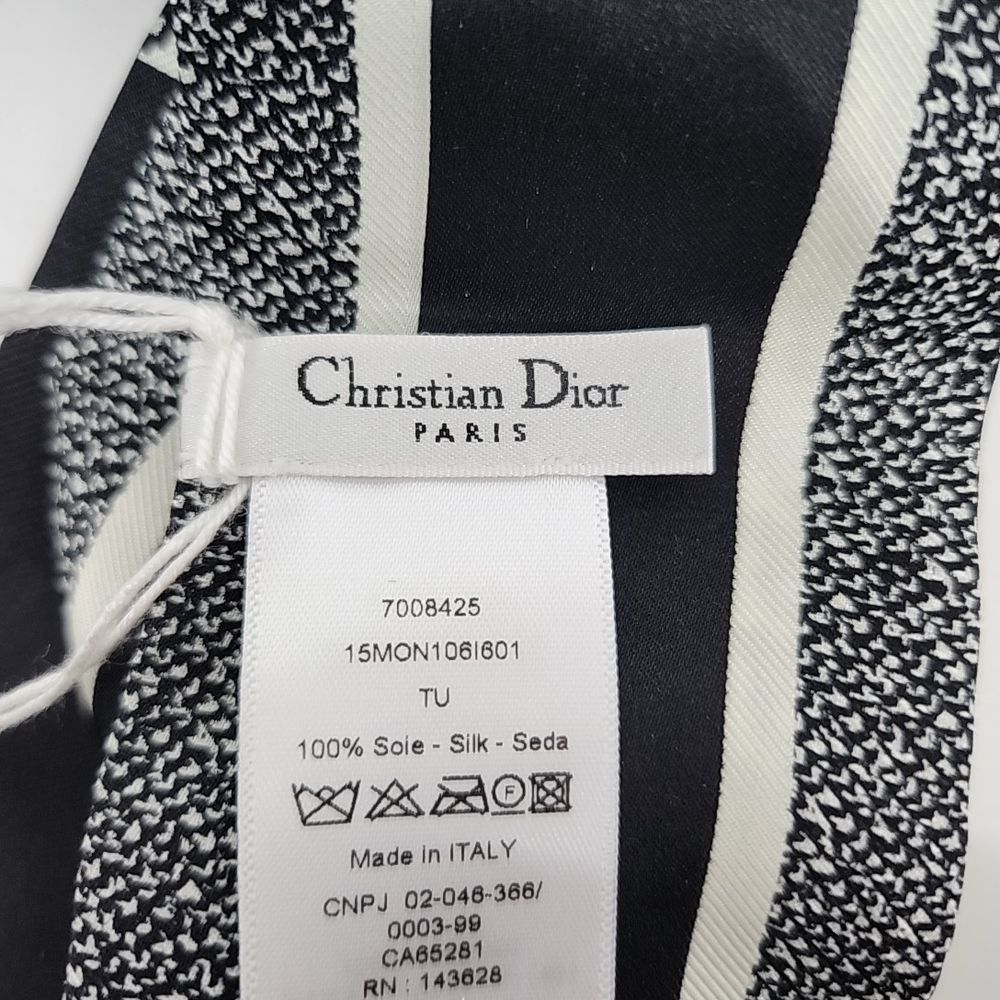 Christian Dior
PARIS
7008425
15MON106I601
TU
100% Soie - Silk - Seda
F
Made in ITALY
CNPJ 02-046-366/
0003-99
CA65281
RN : 143628